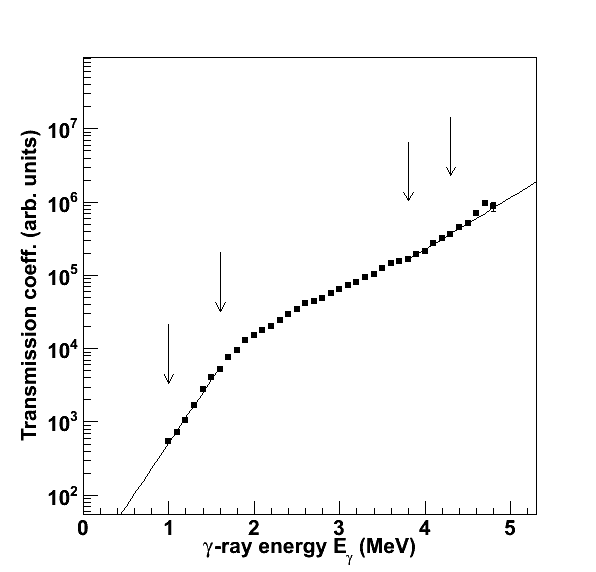 Transmission coeff. (arb. units)
10⁷
10⁶
10⁵
10⁴
10³
10²
0 1 2 3 4 5
γ-ray energy E_γ (MeV)